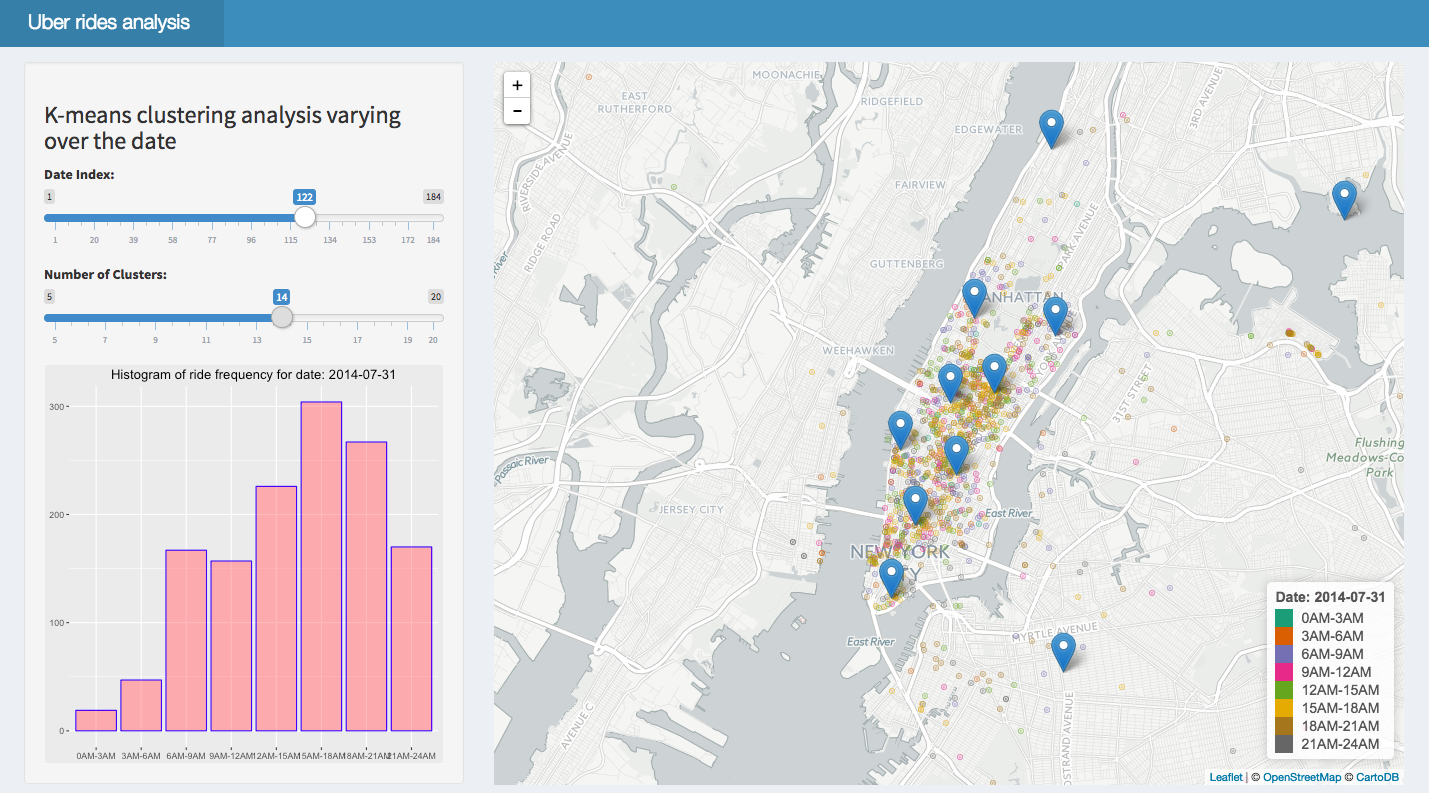 Uber rides analysis
K-means clustering analysis varying
over the date
Date Index:
1 122 184
1 20 39 58 77 96 115 134 153 172 184
Number of Clusters:
5 14 20
5 7 9 11 13 15 17 19 20
Histogram of ride frequency for date: 2014-07-31
300
200
100
0
0AM-3AM 3AM-6AM 6AM-9AM 9AM-12AM 12AM-15AM 15AM-18AM 18AM-21AM 21AM-24AM
+
−
MOONACHIE
EAST
RUTHERFORD
RIDGEFIELD
EDGEWATER
3RD AVENUE
RIVERSIDE AVENUE
FAIRVIEW
RIDGE ROAD
PARK AVENUE
River
GUTTENBERG
MANHATTAN
WEEHAWKEN
31ST STREET
Flushing
Meadows-Co
Park
Passaic River
JERSEY CITY
East River
NEW YORK
MYRTLE AVENUE
East River
AVENUE C
OSTRAND AVENUE
Date: 2014-07-31
0AM-3AM
3AM-6AM
6AM-9AM
9AM-12AM
12AM-15AM
15AM-18AM
18AM-21AM
21AM-24AM
Leaflet | © OpenStreetMap © CartoDB